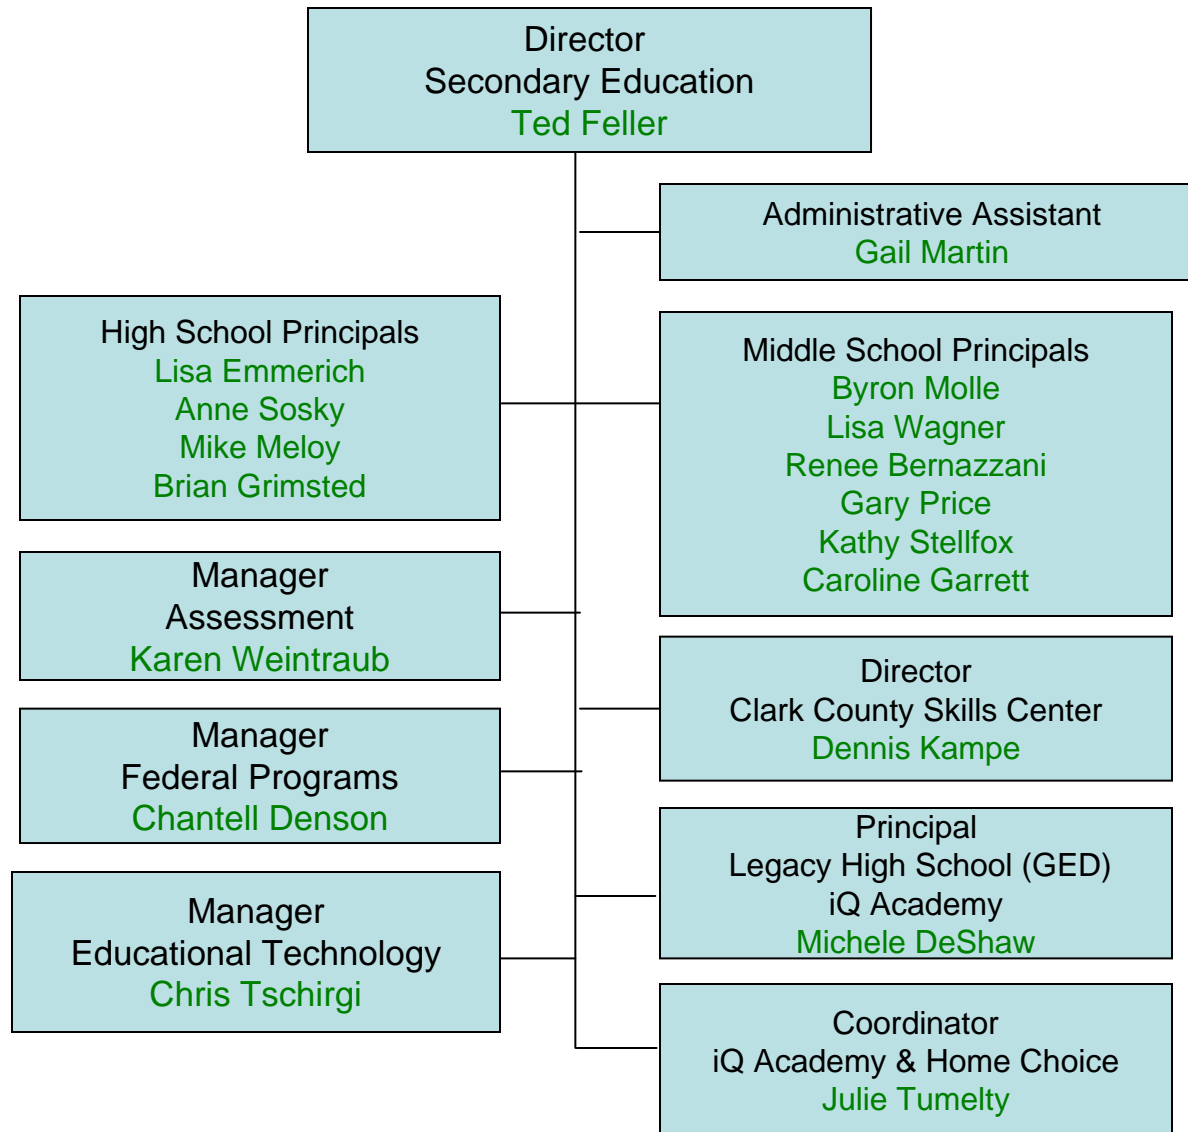 Director
Secondary Education
Ted Feller
Administrative Assistant
Gail Martin
High School Principals
Lisa Emmerich
Anne Sosky
Mike Meloy
Brian Grimsted
Middle School Principals
Byron Molle
Lisa Wagner
Renee Bernazzani
Gary Price
Kathy Stellfox
Caroline Garrett
Manager
Assessment
Karen Weintraub
Director
Clark County Skills Center
Dennis Kampe
Manager
Federal Programs
Chantell Denson
Principal
Legacy High School (GED)
iQ Academy
Michele DeShaw
Manager
Educational Technology
Chris Tschirgi
Coordinator
iQ Academy & Home Choice
Julie Tumelty